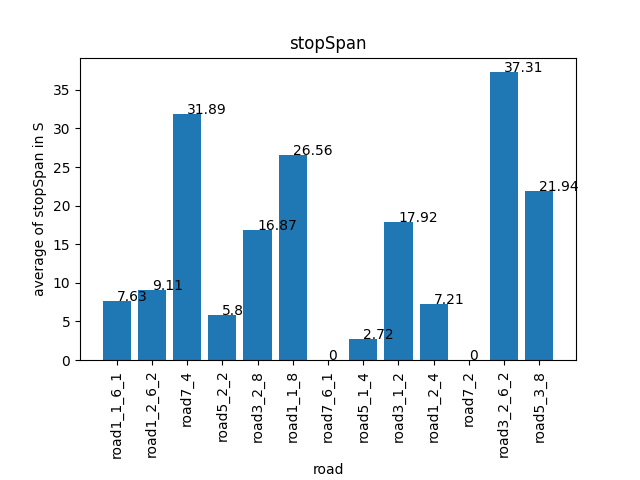 stopSpan
average of stopSpan in S
35
30
25
20
15
10
5
0
7.63
9.11
31.89
5.8
16.87
26.56
0
2.72
17.92
7.21
0
37.31
21.94
road1_1_6_1
road1_2_6_2
road7_4
road5_2_2
road3_2_8
road1_1_8
road7_6_1
road5_1_4
road3_1_2
road1_2_4
road7_2
road3_2_6_2
road5_3_8
road